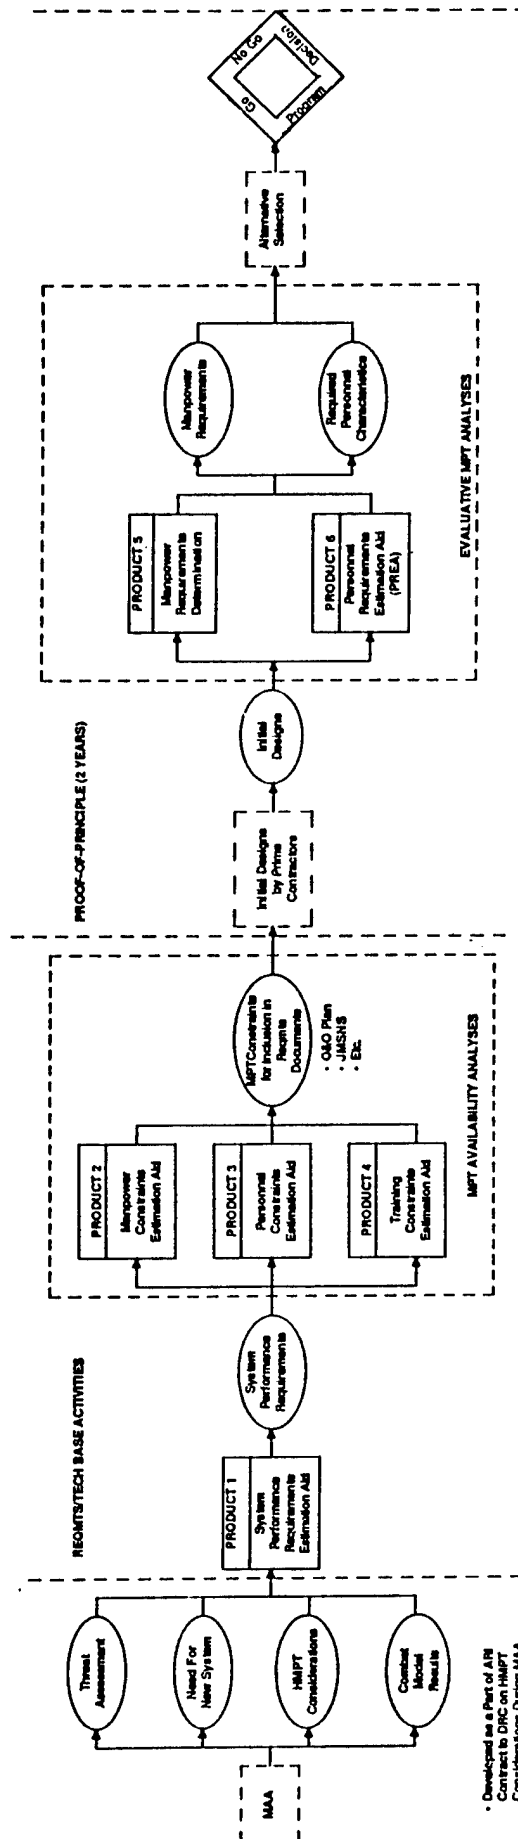 REQMTS/TECH BASE ACTIVITIES
PROOF-OF-PRINCIPLE (2 YEARS)
MAA
Threat
Assessment
Need For
New System
HMPT
Considerations
Combat
Model
Results
• Developed as a Part of ARI
Contract to DRC on HMPT
Considerations During MAA
PRODUCT 1
System
Performance
Requirements
Estimation Aid
System
Performance
Requirements
PRODUCT 2
Manpower
Constraints
Estimation Aid
PRODUCT 3
Personnel
Constraints
Estimation Aid
PRODUCT 4
Training
Constraints
Estimation Aid
MPT Constraints
for Inclusion in
Reqmts
Documents
• O&O Plan
• JMSNS
• Etc.
MPT AVAILABILITY ANALYSES
Initial Designs
by Prime
Contractors
Initial
Designs
PRODUCT 5
Manpower
Requirements
Determination
PRODUCT 6
Personnel
Requirements
Estimation Aid
(PREA)
Manpower
Requirements
Required
Personnel
Characteristics
EVALUATIVE MPT ANALYSES
Alternative
Selection
Go
No Go
Program
Decision